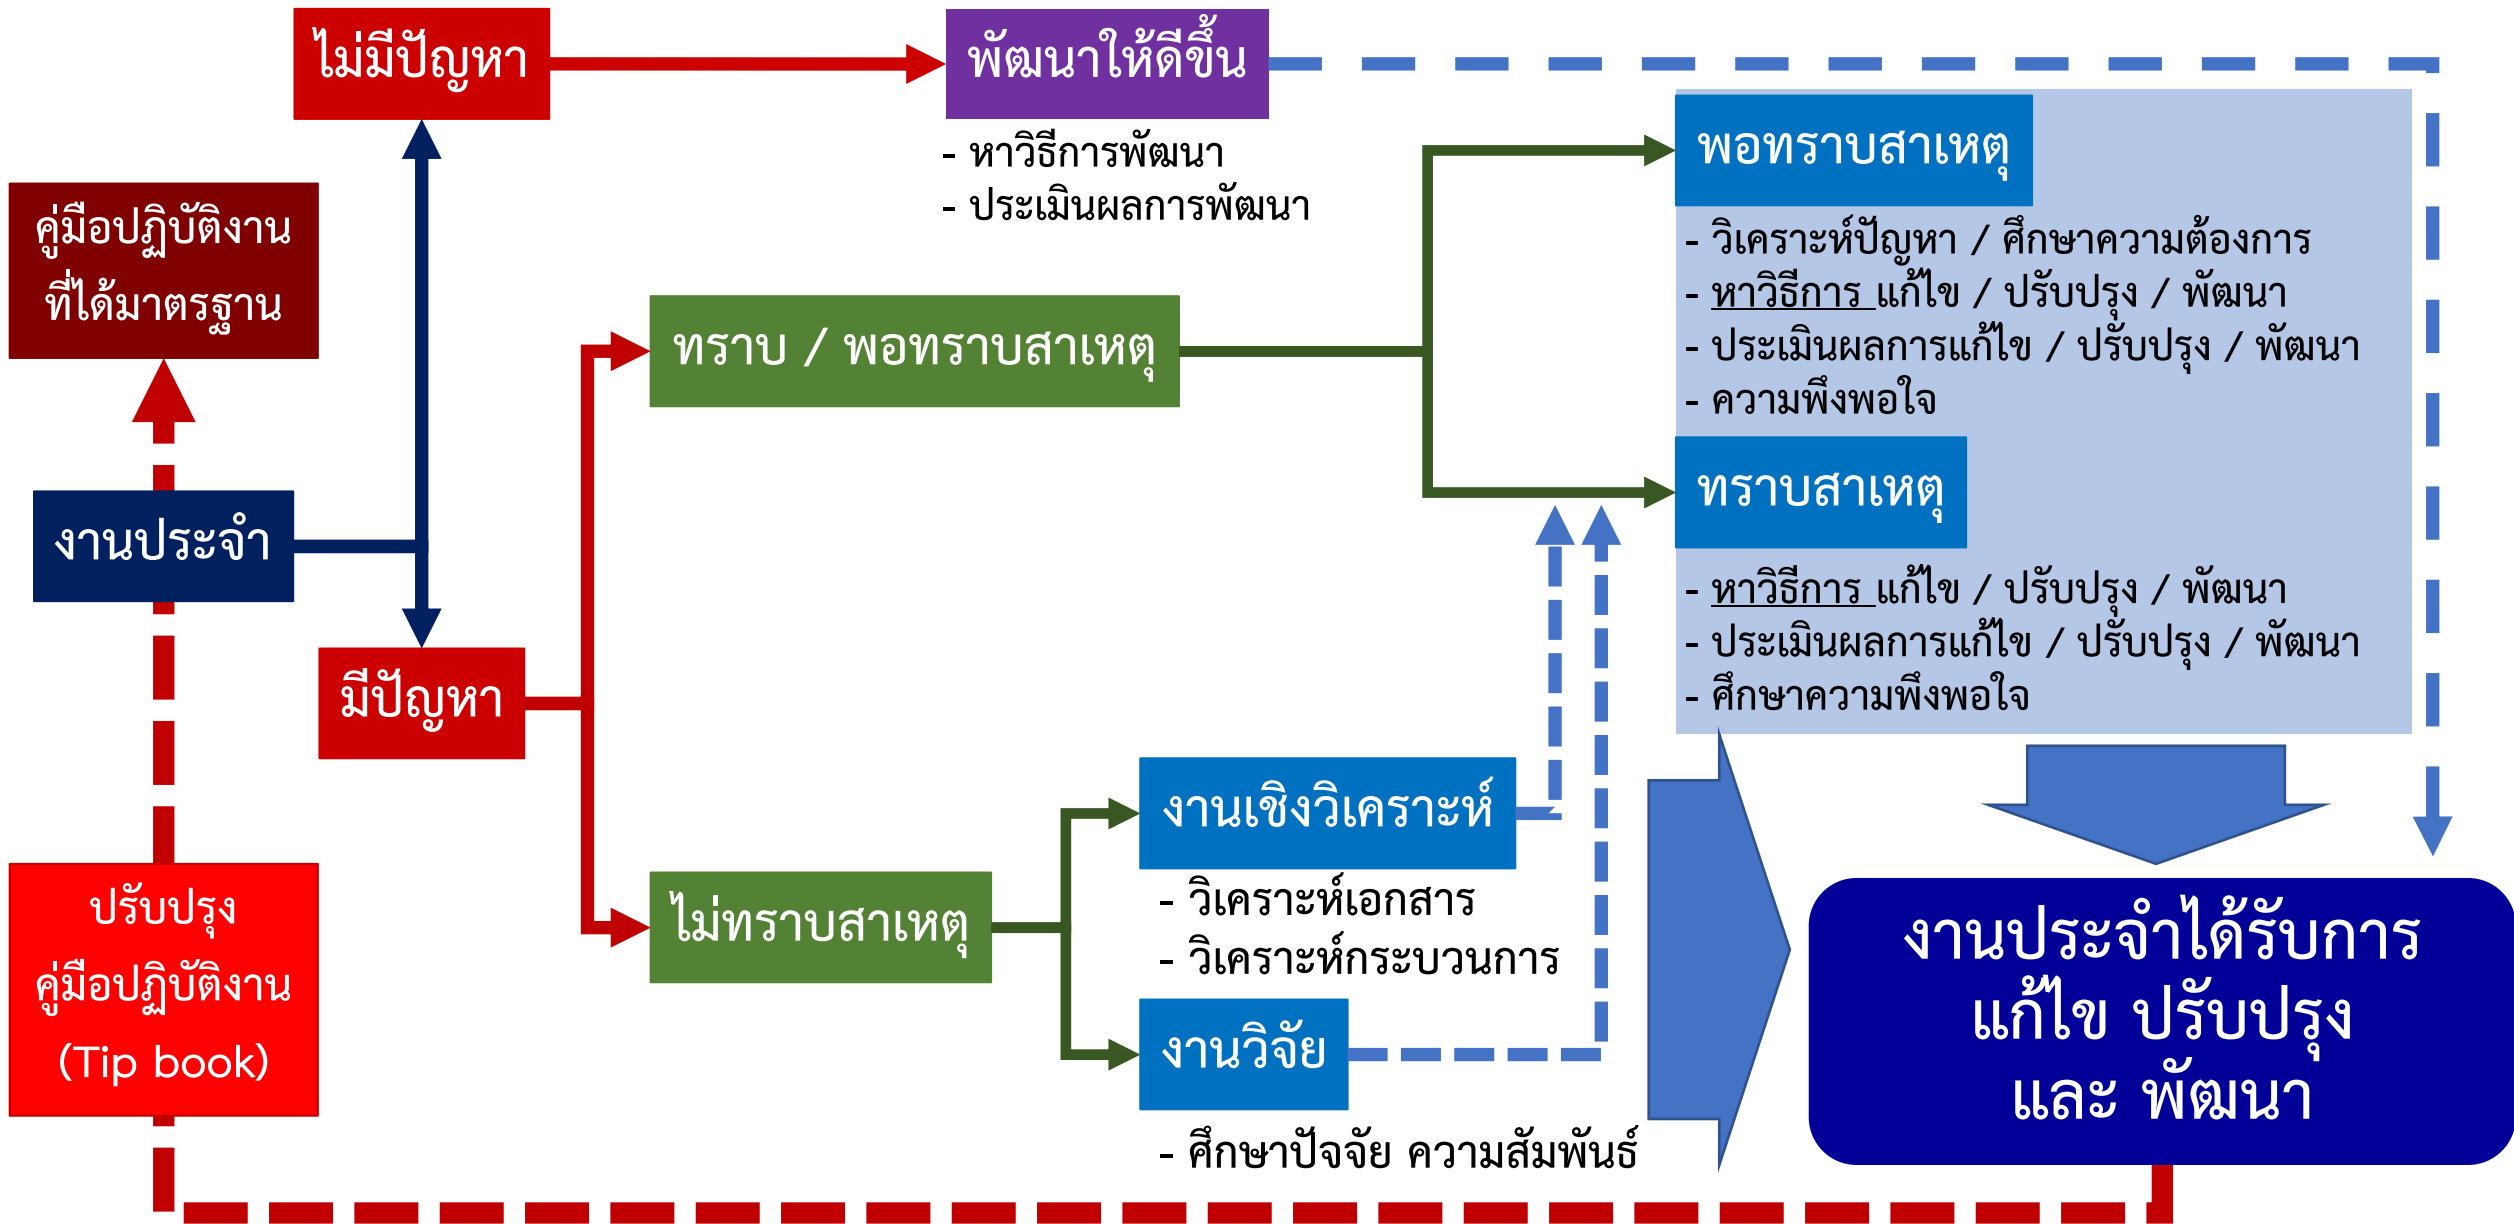 ไม่มีปัญหา
พัฒนาให้ดีขึ้น
- หาวิธีการพัฒนา
- ประเมินผลการพัฒนา
คู่มือปฏิบัติงาน
ที่ได้มาตรฐาน
งานประจำ
มีปัญหา
ทราบ / พอทราบสาเหตุ
พอทราบสาเหตุ
- วิเคราะห์ปัญหา / ศึกษาความต้องการ
- หาวิธีการ แก้ไข / ปรับปรุง / พัฒนา
- ประเมินผลการแก้ไข / ปรับปรุง / พัฒนา
- ความพึงพอใจ
ทราบสาเหตุ
- หาวิธีการ แก้ไข / ปรับปรุง / พัฒนา
- ประเมินผลการแก้ไข / ปรับปรุง / พัฒนา
- ศึกษาความพึงพอใจ
ไม่ทราบสาเหตุ
งานเชิงวิเคราะห์
- วิเคราะห์เอกสาร
- วิเคราะห์กระบวนการ
งานวิจัย
- ศึกษาปัจจัย ความสัมพันธ์
ปรับปรุง
คู่มือปฏิบัติงาน
(Tip book)
งานประจำได้รับการ
แก้ไข ปรับปรุง
และ พัฒนา